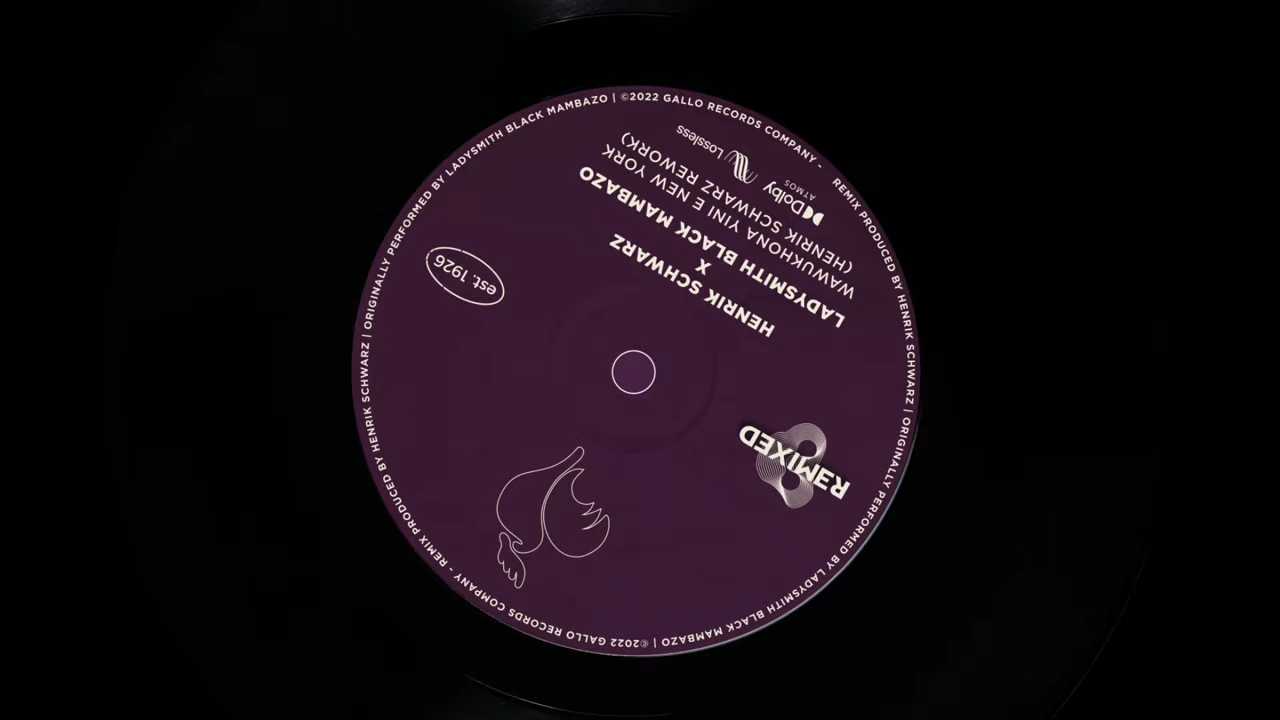 HENRIK SCHWARZ
X
LADYSMITH BLACK MAMBAZO
WAWUKHONA YINI E NEW YORK
(HENRIK SCHWARZ REWORK)
Dolby
ATMOS
Lossless
REMIXED
est. 1926
REMIX PRODUCED BY HENRIK SCHWARZ | ORIGINALLY PERFORMED BY LADYSMITH BLACK MAMBAZO | ©2022 GALLO RECORDS COMPANY -
REMIX PRODUCED BY HENRIK SCHWARZ | ORIGINALLY PERFORMED BY LADYSMITH BLACK MAMBAZO | ©2022 GALLO RECORDS COMPANY -